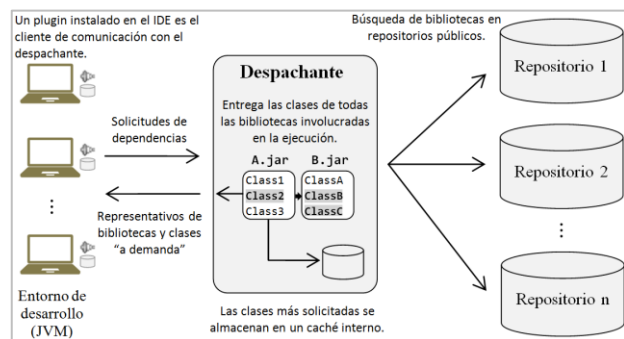 Un plugin instalado en el IDE es el
cliente de comunicación con el
despachante.
Solicitudes de
dependencias
Representativos de
bibliotecas y clases
“a demanda”
Entorno de
desarrollo
(JVM)
Despachante
Entrega las clases de todas
las bibliotecas involucradas
en la ejecución.
A.jar B.jar
Class1 ClassA
Class2 ClassB
Class3 ClassC
Las clases más solicitadas se
almacenan en un caché interno.
Búsqueda de bibliotecas en
repositorios públicos.
Repositorio 1
Repositorio 2
Repositorio n